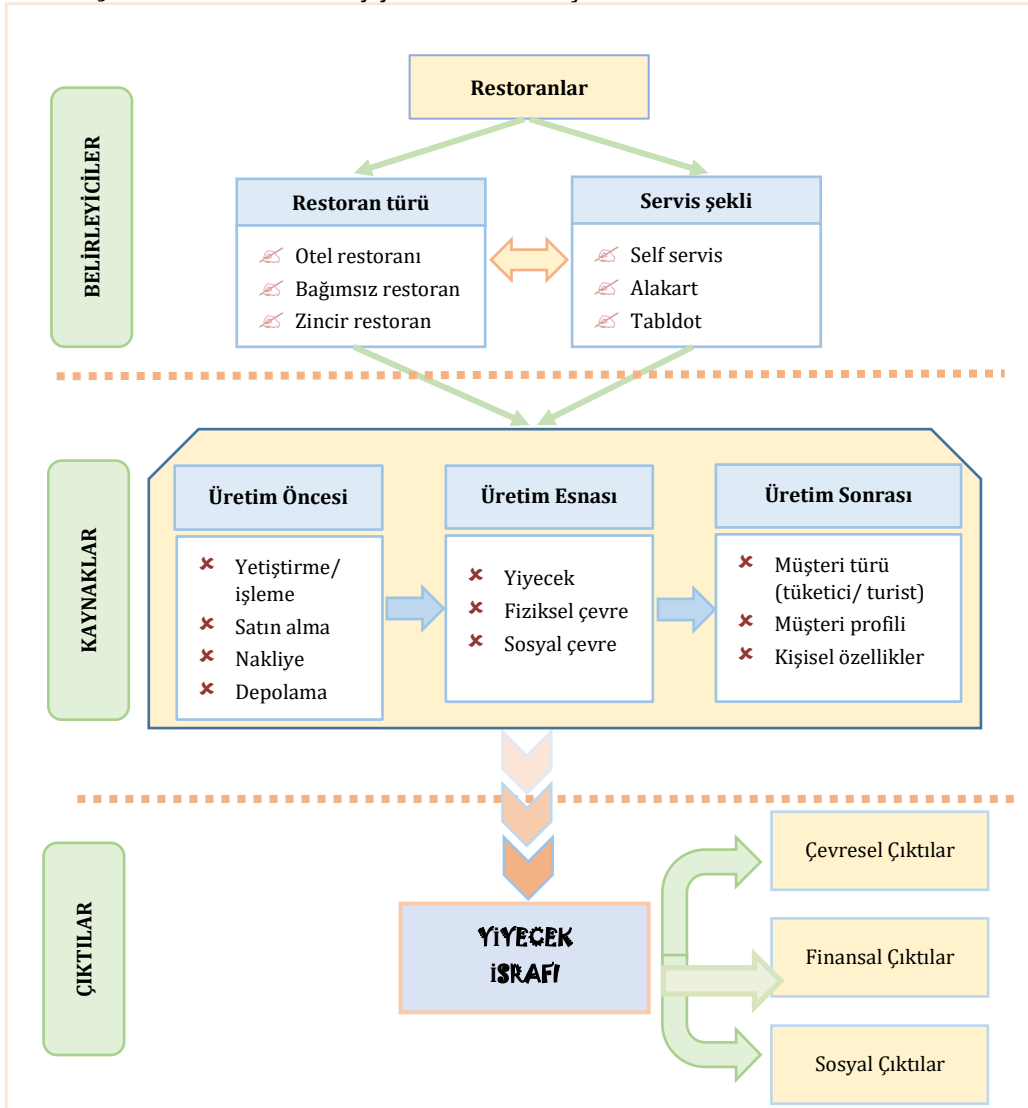 Restoranlar
BELİRLEYİCİLER
Restoran türü
Otel restoranı
Bağımsız restoran
Zincir restoran
Servis şekli
Self servis
Alakart
Tabldot
KAYNAKLAR
Üretim Öncesi
Yetiştirme/
işleme
Satın alma
Nakliye
Depolama
Üretim Esnası
Yiyecek
Fiziksel çevre
Sosyal çevre
Üretim Sonrası
Müşteri türü
(tüketici/ turist)
Müşteri profili
Kişisel özellikler
ÇIKTILAR
YİYECEK
İSRAFI
Çevresel Çıktılar
Finansal Çıktılar
Sosyal Çıktılar